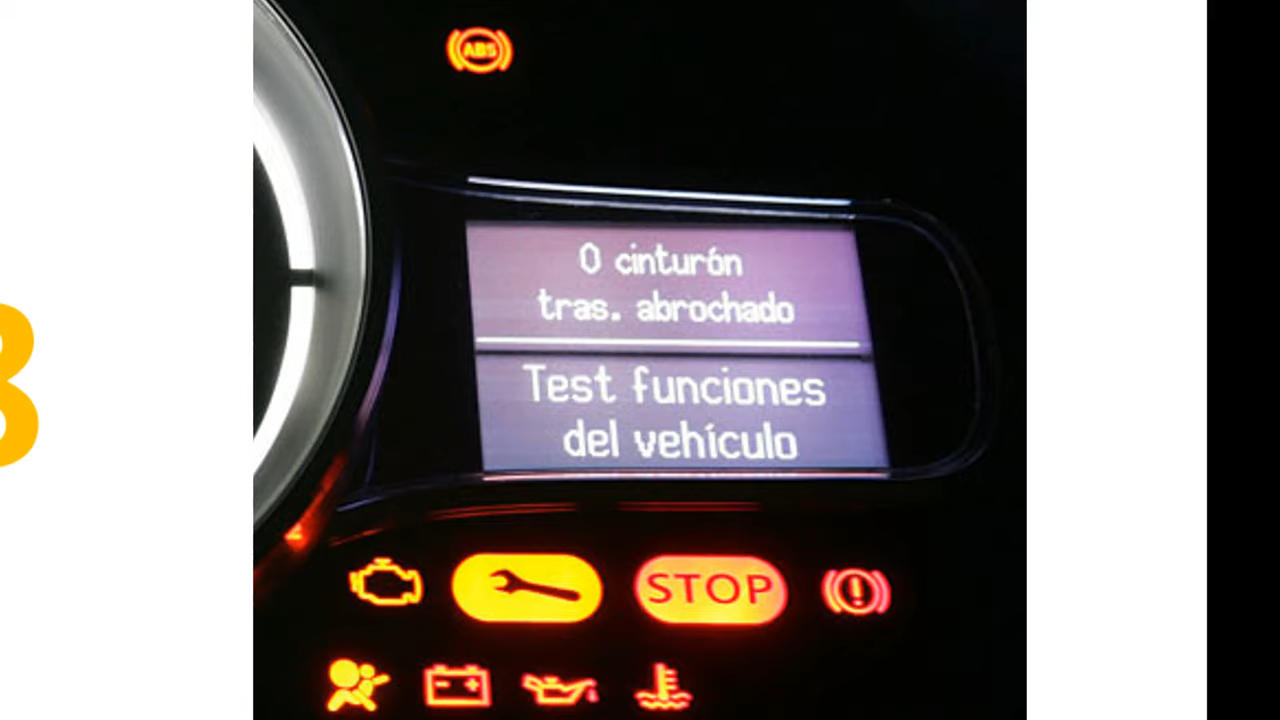 ABS
0 cinturón
tras. abrochado
Test funciones
del vehículo
STOP